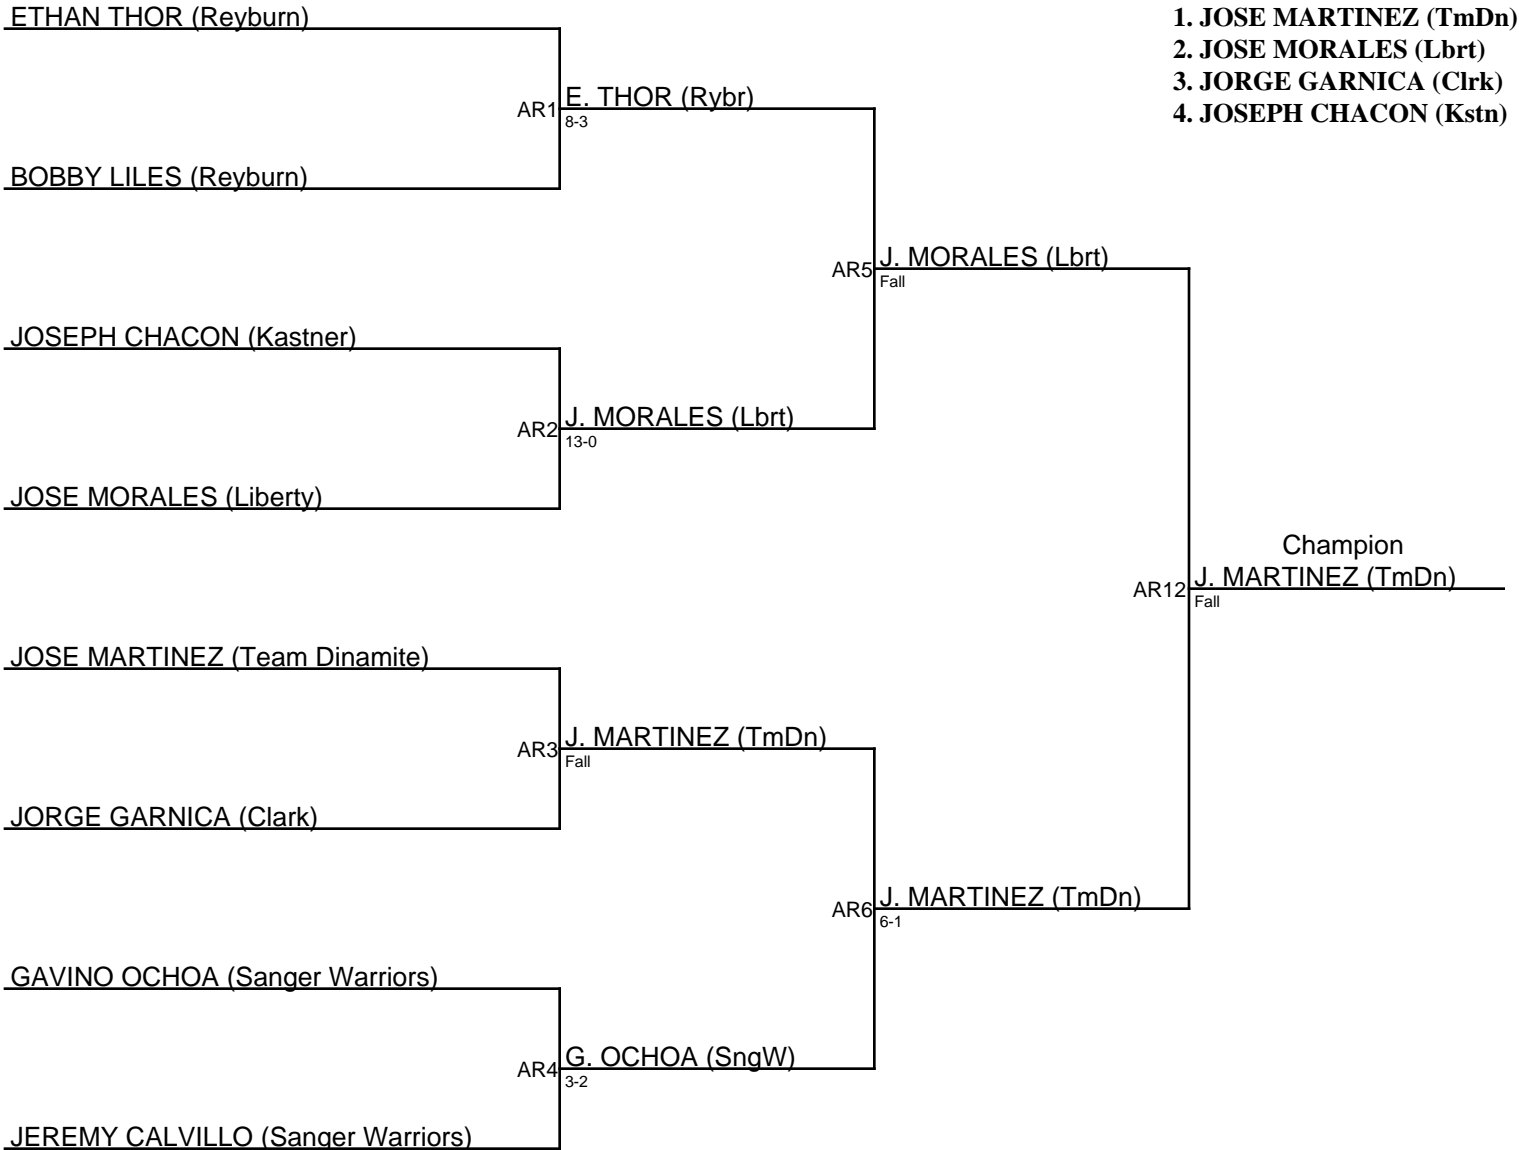 ETHAN THOR (Reyburn)
1. JOSE MARTINEZ (TmDn)
2. JOSE MORALES (Lbrt)
3. JORGE GARNICA (Clrk)
4. JOSEPH CHACON (Kstn)
AR1
E. THOR (Rybr)
8-3
BOBBY LILES (Reyburn)
AR5
J. MORALES (Lbrt)
Fall
JOSEPH CHACON (Kastner)
AR2
J. MORALES (Lbrt)
13-0
JOSE MORALES (Liberty)
Champion
AR12
J. MARTINEZ (TmDn)
Fall
JOSE MARTINEZ (Team Dinamite)
AR3
J. MARTINEZ (TmDn)
Fall
JORGE GARNICA (Clark)
AR6
J. MARTINEZ (TmDn)
6-1
GAVINO OCHOA (Sanger Warriors)
AR4
G. OCHOA (SngW)
3-2
JEREMY CALVILLO (Sanger Warriors)